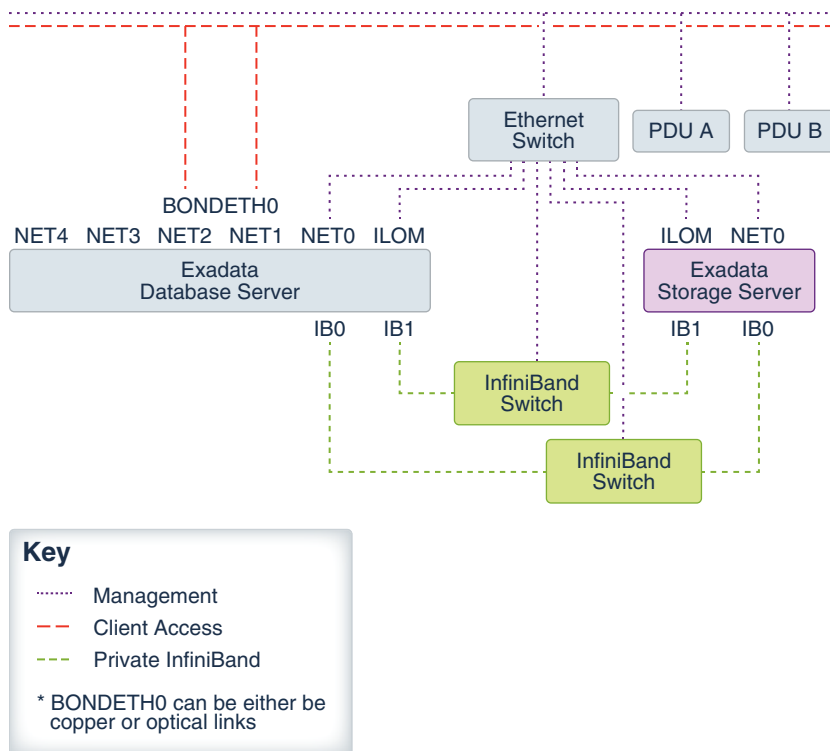 Ethernet
Switch
PDU A
PDU B
BONDETH0
NET4 NET3 NET2 NET1 NET0 ILOM
ILOM NET0
Exadata
Database Server
Exadata
Storage Server
IB0 IB1
IB1 IB0
InfiniBand
Switch
InfiniBand
Switch
Key
Management
Client Access
Private InfiniBand
* BONDETH0 can be either be
copper or optical links